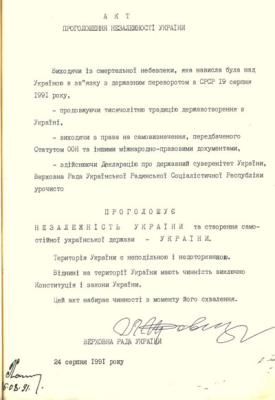 А К Т
ПРОГОЛОШЕННЯ НЕЗАЛЕЖНОСТІ УКРАЇНИ
Виходячи із смертельної небезпеки, яка нависла була над
Україною в зв"язку з державним переворотом в СРСР 19 серпня
1991 року,
- продовжуючи тисячолітню традицію державотворення в
Україні,
- виходячи з права на самовизначення, передбаченого
Статутом ООН та іншими міжнародно-правовими документами,
- здійснюючи Декларацію про державний суверенітет України,
Верховна Рада Української Радянської Соціалістичної Республіки
урочисто
ПРОГОЛОШУЄ
НЕЗАЛЕЖНІСТЬ УКРАЇНИ та створення само-
стійної української держави - УКРАЇНИ.
Територія України є неподільною і недоторканною.
Віднині на території України мають чинність виключно
Конституція і закони України.
Цей акт набирає чинності з моменту його схвалення.
ВЕРХОВНА РАДА УКРАЇНИ
24 серпня 1991 року